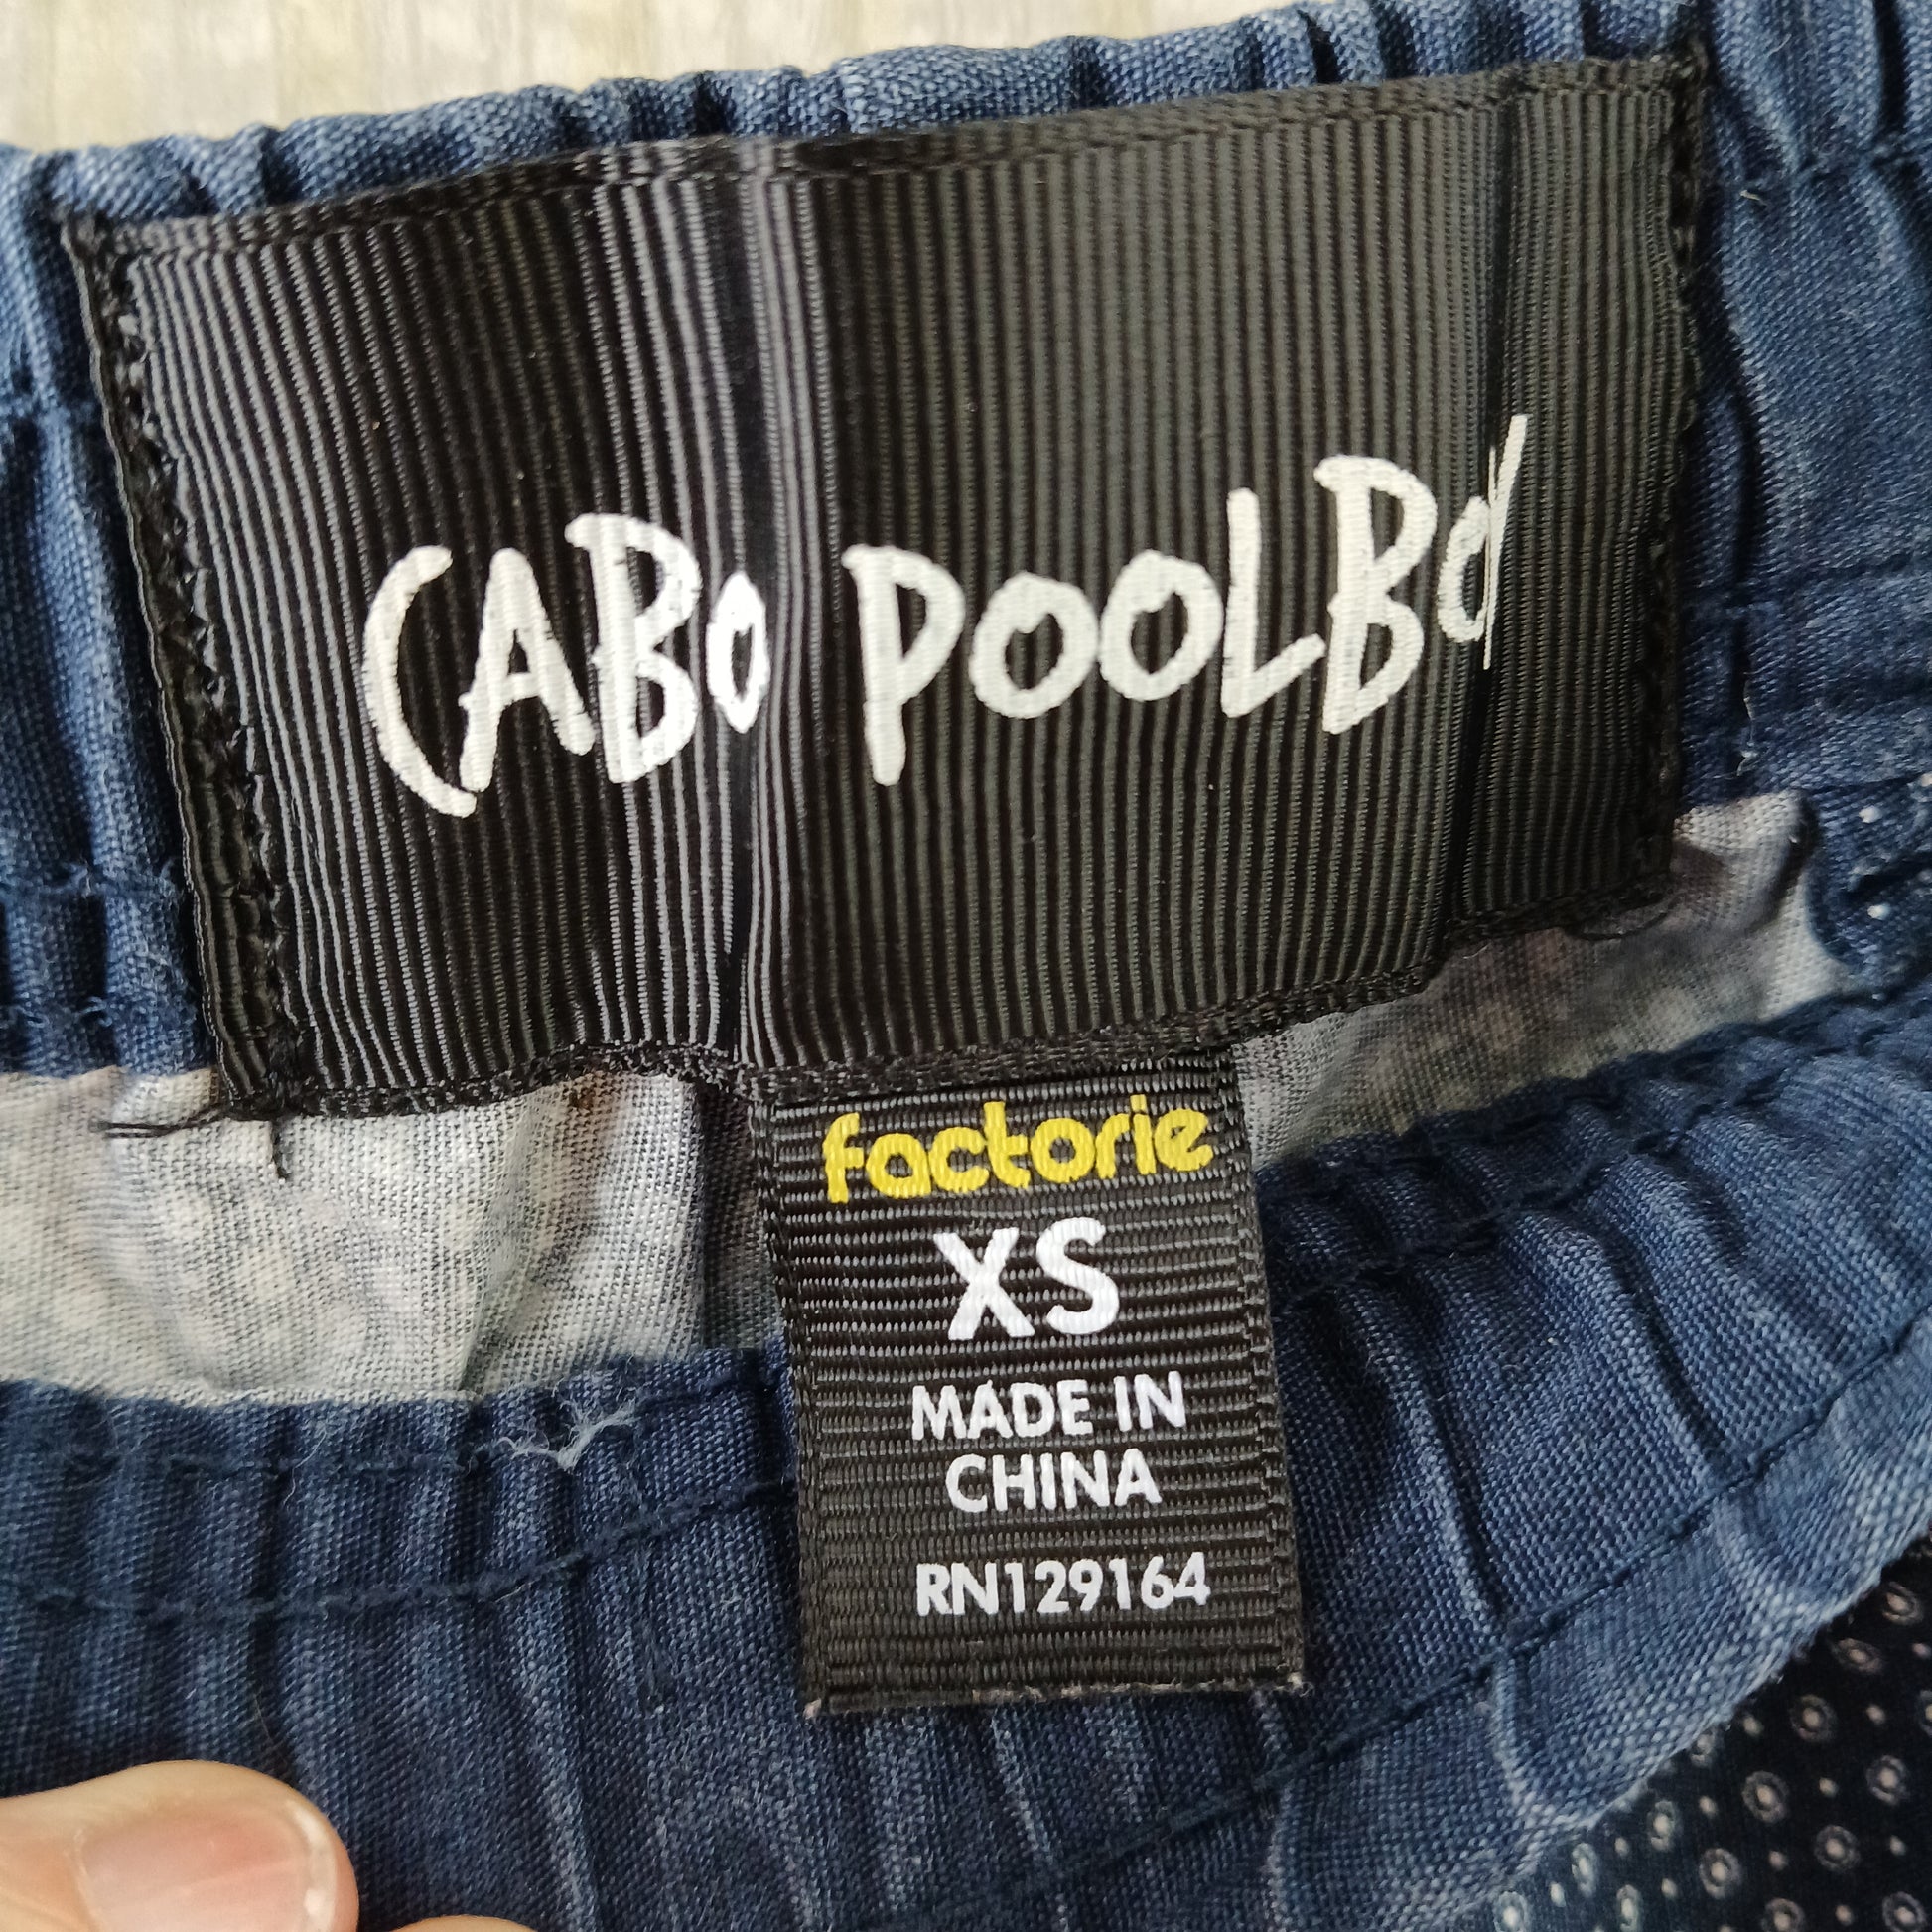 CABO POOLBOY
factorie
XS
MADE IN
CHINA
RN129164